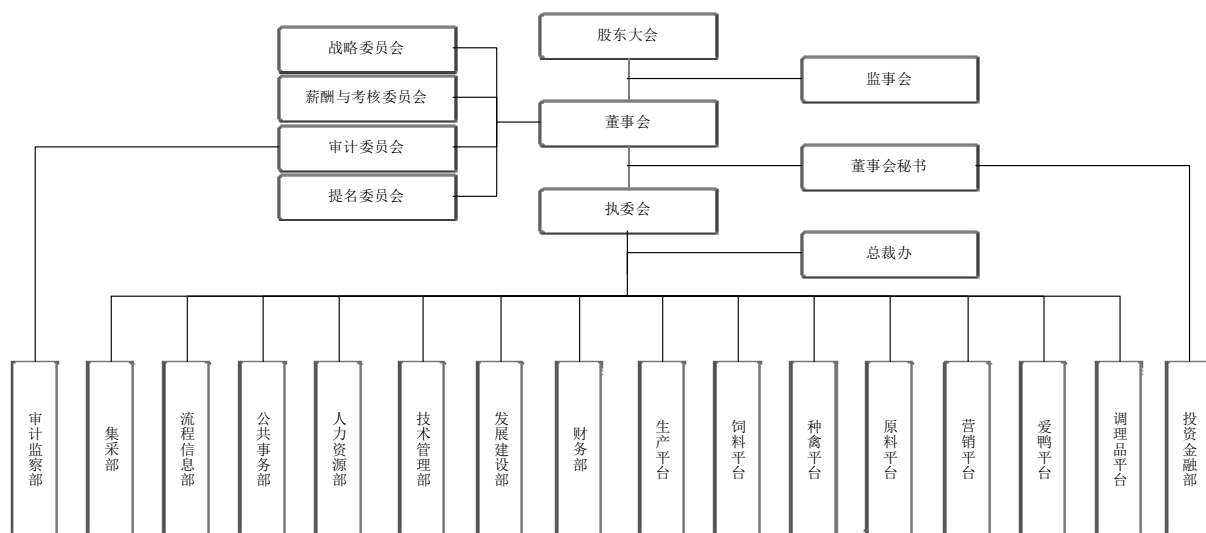 股东大会
战略委员会
监事会
薪酬与考核委员会
董事会
审计委员会
董事会秘书
提名委员会
执委会
总裁办
审计监察部
集采部
流程信息部
公共事务部
人力资源部
技术管理部
发展建设部
财务部
生产平台
饲料平台
种禽平台
原料平台
营销平台
爱鸭平台
调理品平台
投资金融部